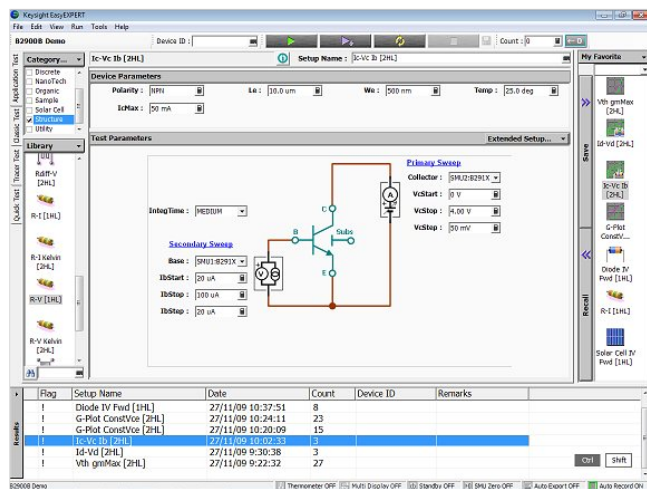 Keysight EasyEXPERT
File Edit View Run Tools Help
B2900B Demo Device ID : Count : 0
Category...
Discrete
NanoTech
Organic
Sample
Solar Cell
Structure
Utility
Library
Rdiff-V [2HL]
R-I [1HL]
R-I Kelvin [2HL]
R-V [1HL]
R-V Kelvin [2HL]
Application Test
Classic Test
Tracer Test
Quick Test
Ic-Vc Ib [2HL] Setup Name : Ic-Vc Ib [2HL]
Device Parameters
Polarity : NPN Le : 10.0 um We : 500 nm Temp : 25.0 deg
IcMax : 50 mA
Test Parameters Extended Setup...
IntegTime : MEDIUM
Secondary Sweep
Base : SMU1:B291X
IbStart : 20 uA
IbStop : 100 uA
IbStep : 20 uA
Primary Sweep
Collector : SMU2:B291X
VcStart : 0 V
VcStop : 4.00 V
VcStep : 50 mV
C
B
Subs
E
A
V
My Favorite
Save
Recall
Vth gmMax [2HL]
Id-Vd [2HL]
Ic-Vc Ib [2HL]
G-Plot ConstV...
Diode IV Fwd [1HL]
R-I [1HL]
Solar Cell IV Fwd [1HL]
Results
Flag Setup Name Date Count Device ID Remarks
! Diode IV Fwd [1HL] 27/11/09 10:37:51 8
! G-Plot ConstVce [2HL] 27/11/09 10:24:11 23
! G-Plot ConstVce [2HL] 27/11/09 10:20:09 15
! Ic-Vc Ib [2HL] 27/11/09 10:02:33 3
! Id-Vd [2HL] 27/11/09 9:30:38 3
! Vth gmMax [2HL] 27/11/09 9:22:32 27
Ctrl Shift
B2900B Demo Thermometer OFF Multi Display OFF Standby OFF SMU Zero OFF Auto Export OFF Auto Record ON